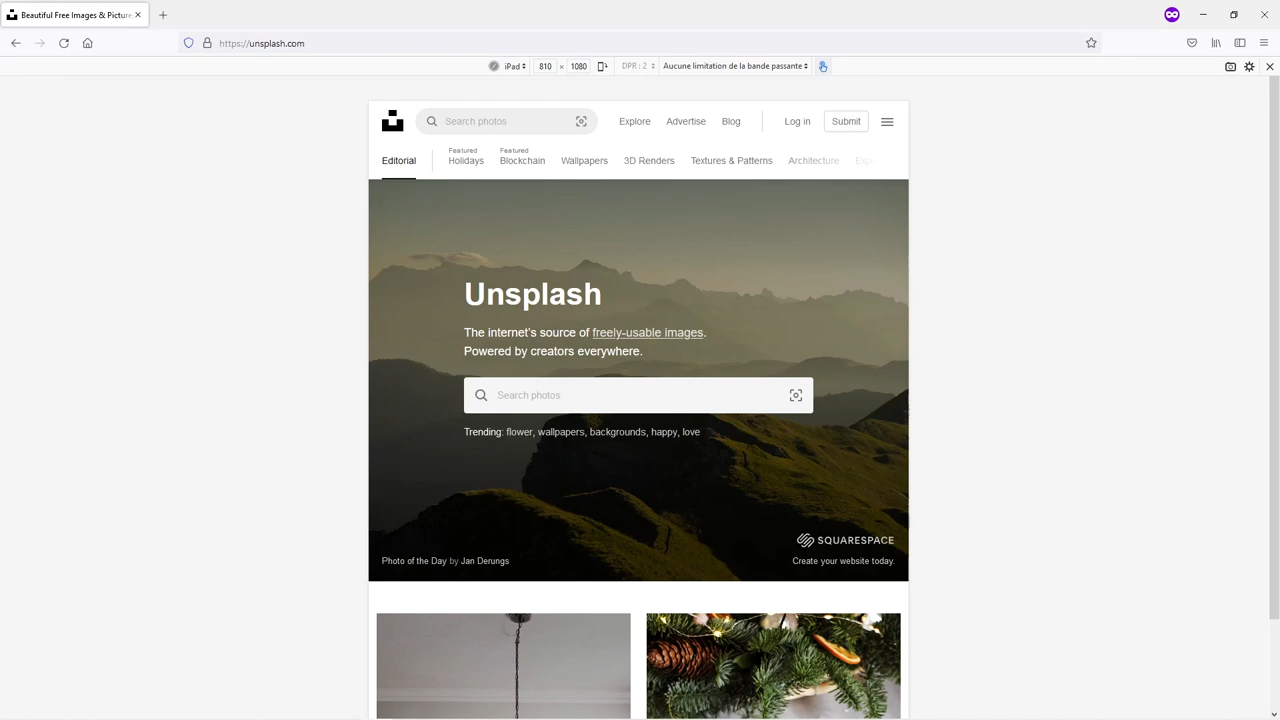 Beautiful Free Images & Picture
https://unsplash.com
iPad
810 × 1080
DPR: 2
Aucune limitation de la bande passante
Search photos
Explore
Advertise
Blog
Log in
Submit
Editorial
Featured
Holidays
Featured
Blockchain
Wallpapers
3D Renders
Textures & Patterns
Architecture
Unsplash
The internet's source of freely-usable images.
Powered by creators everywhere.
Search photos
Trending: flower, wallpapers, backgrounds, happy, love
SQUARESPACE
Photo of the Day by Jan Derungs
Create your website today.